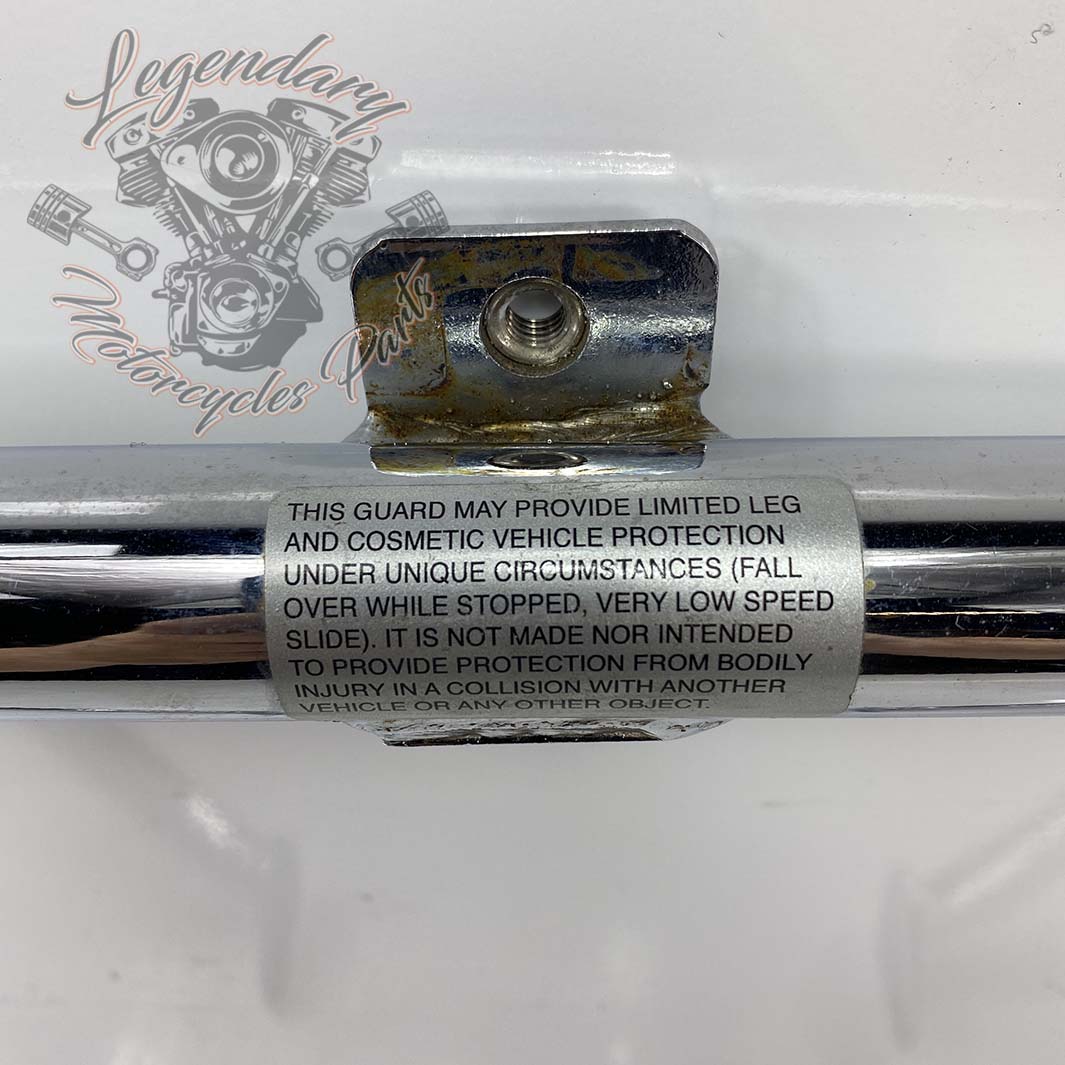 Legendary
Motorcycles Parts
THIS GUARD MAY PROVIDE LIMITED LEG
AND COSMETIC VEHICLE PROTECTION
UNDER UNIQUE CIRCUMSTANCES (FALL
OVER WHILE STOPPED, VERY LOW SPEED
SLIDE). IT IS NOT MADE NOR INTENDED
TO PROVIDE PROTECTION FROM BODILY
INJURY IN A COLLISION WITH ANOTHER
VEHICLE OR ANY OTHER OBJECT.